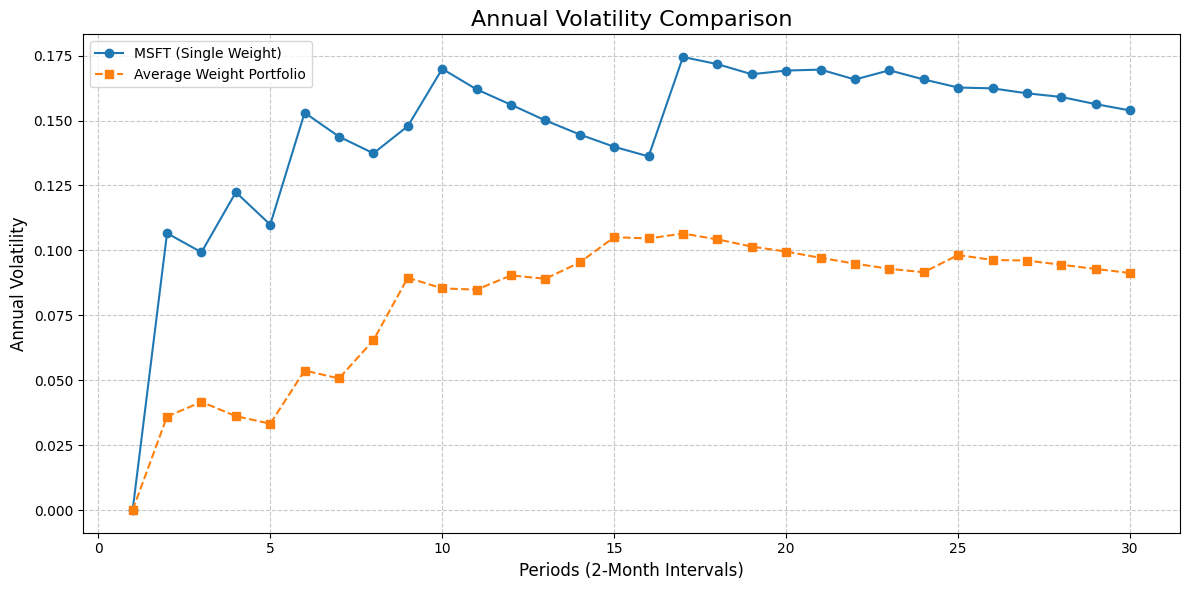 Annual Volatility Comparison
MSFT (Single Weight)
Average Weight Portfolio
Annual Volatility
0.175
0.150
0.125
0.100
0.075
0.050
0.025
0.000
0 5 10 15 20 25 30
Periods (2-Month Intervals)